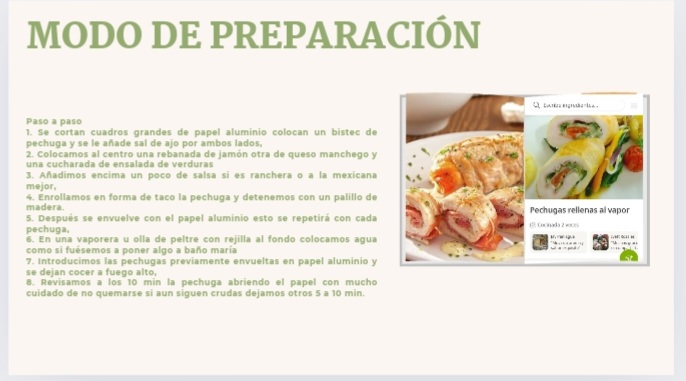 MODO DE PREPARACIÓN
Paso a paso
1. Se cortan cuadros grandes de papel aluminio colocan un bistec de
pechuga y se le añade sal de ajo por ambos lados,
2. Colocamos al centro una rebanada de jamón otra de queso manchego y
una cucharada de ensalada de verduras
3. Añadimos encima un poco de salsa si es ranchera o a la mexicana
mejor,
4. Enrollamos en forma de taco la pechuga y detenemos con un palillo de
madera.
5. Después se envuelve con el papel aluminio esto se repetirá con cada
pechuga,
6. En una vaporera u olla de peltre con rejilla al fondo colocamos agua
como si fuésemos a poner algo a baño maría
7. Introducimos las pechugas previamente envueltas en papel aluminio y
se dejan cocer a fuego alto,
8. Revisamos a los 10 min la pechuga abriendo el papel con mucho
cuidado de no quemarse si aun siguen crudas dejamos otros 5 a 10 min.
ingredientes...
Pechugas rellenas al vapor
Cocinada 2 veces